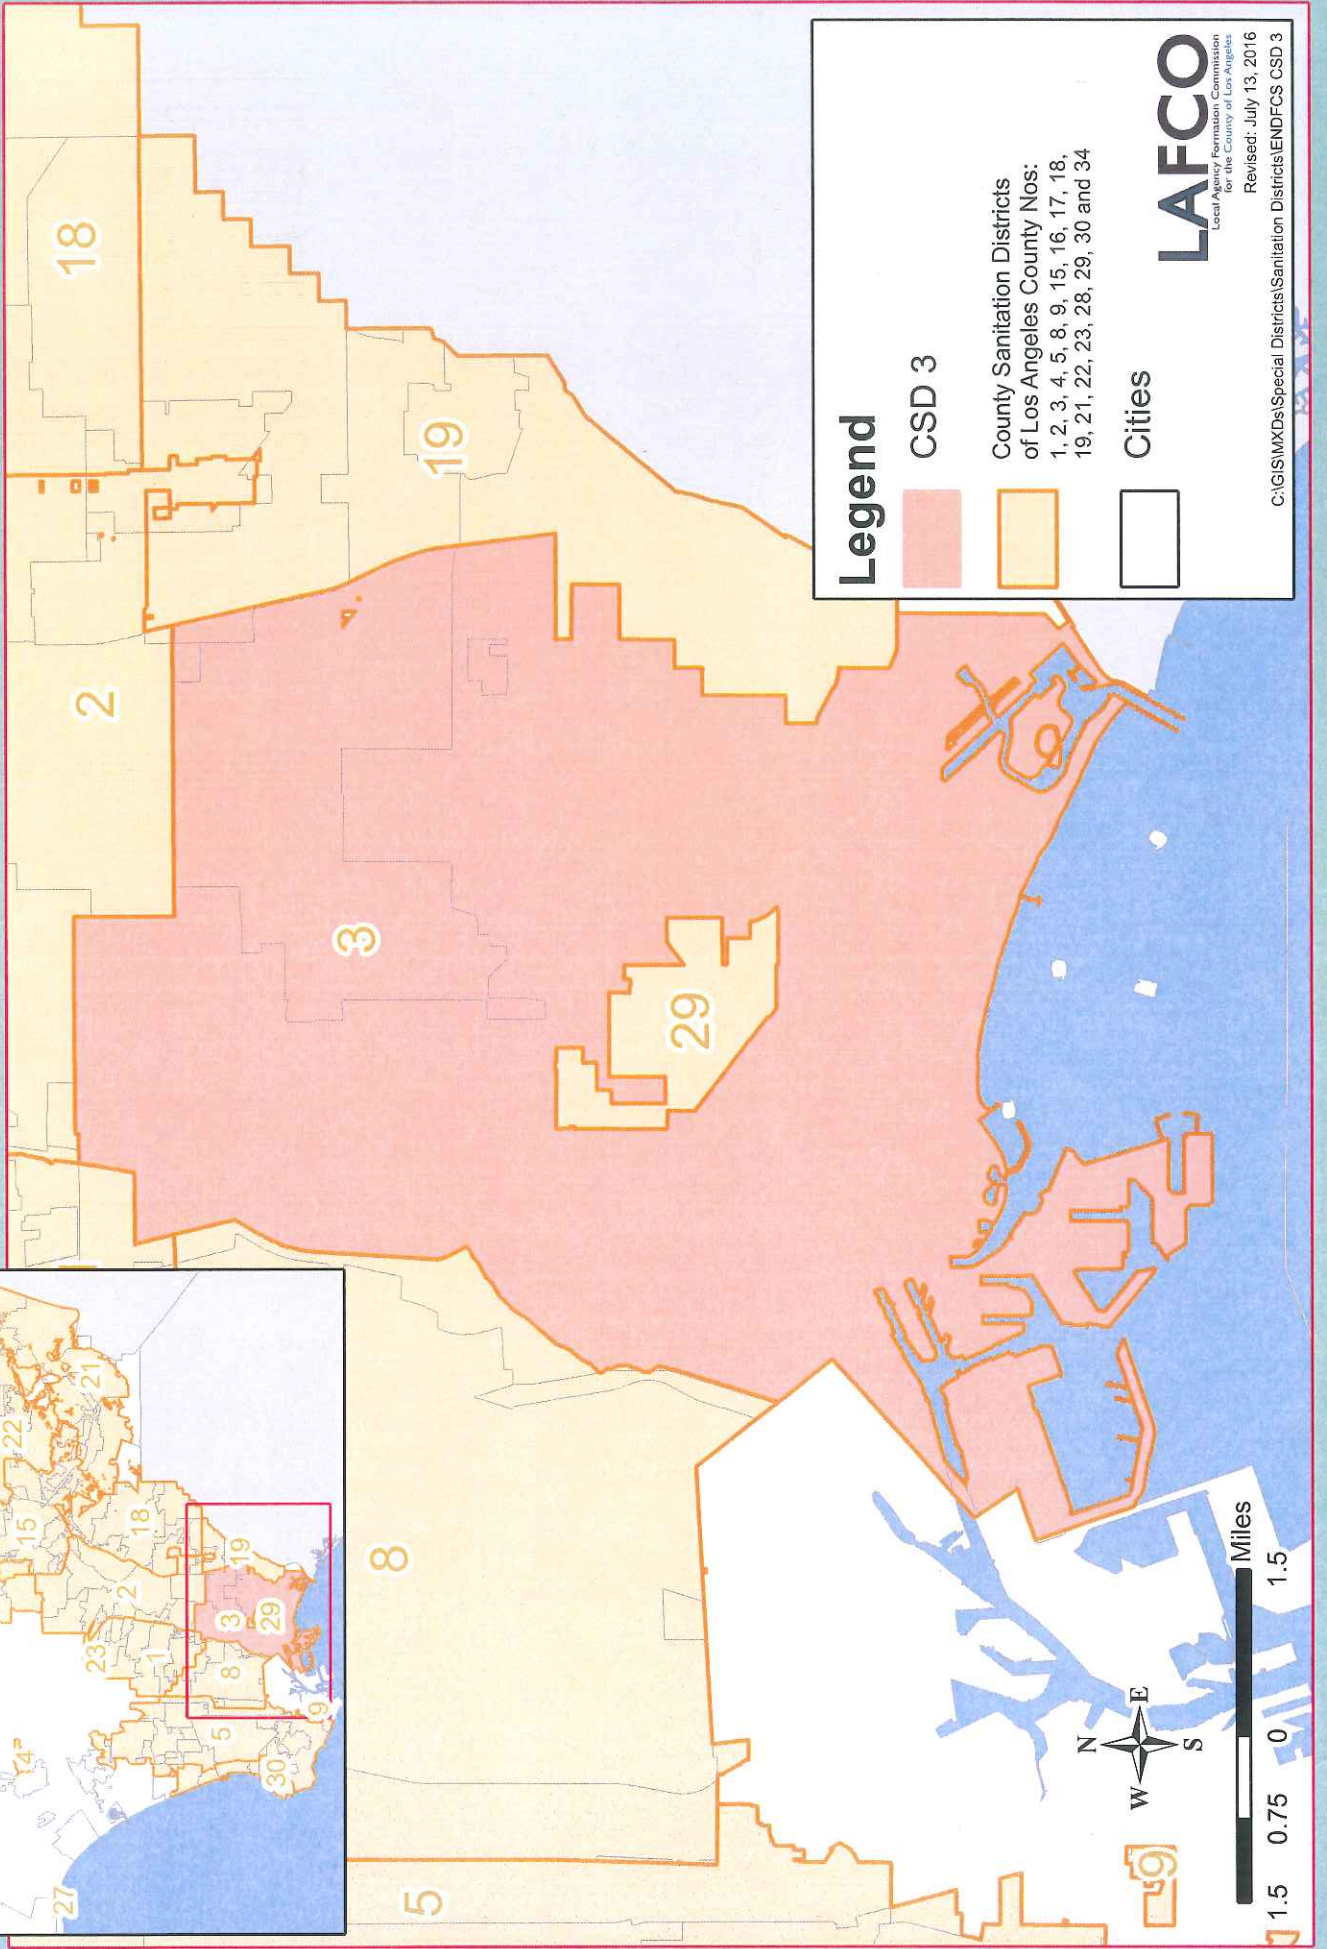 27
14
23
15
22
21
2
18
1
3
19
5
8
29
30
9
2
18
3
19
8
29
5
9
N
W
E
S
1.5 0.75 0 1.5
Miles
Legend
CSD 3
County Sanitation Districts
of Los Angeles County Nos:
1, 2, 3, 4, 5, 8, 9, 15, 16, 17, 18,
19, 21, 22, 23, 28, 29, 30 and 34
Cities
LAFCO
Local Agency Formation Commission
for the County of Los Angeles
Revised: July 13, 2016
C:\GIS\MXDs\Special Districts\Sanitation Districts\ENDFCS CSD 3